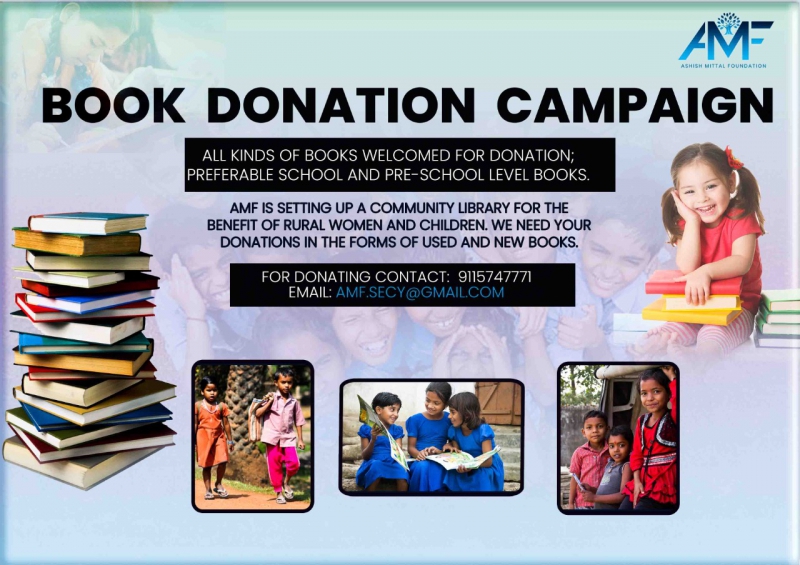 AMF
ASHISH MITTAL FOUNDATION
BOOK DONATION CAMPAIGN
ALL KINDS OF BOOKS WELCOMED FOR DONATION;
PREFERABLE SCHOOL AND PRE-SCHOOL LEVEL BOOKS.
AMF IS SETTING UP A COMMUNITY LIBRARY FOR THE
BENEFIT OF RURAL WOMEN AND CHILDREN. WE NEED YOUR
DONATIONS IN THE FORMS OF USED AND NEW BOOKS.
FOR DONATING CONTACT: 9115747771
EMAIL: AMF.SECY@GMAIL.COM